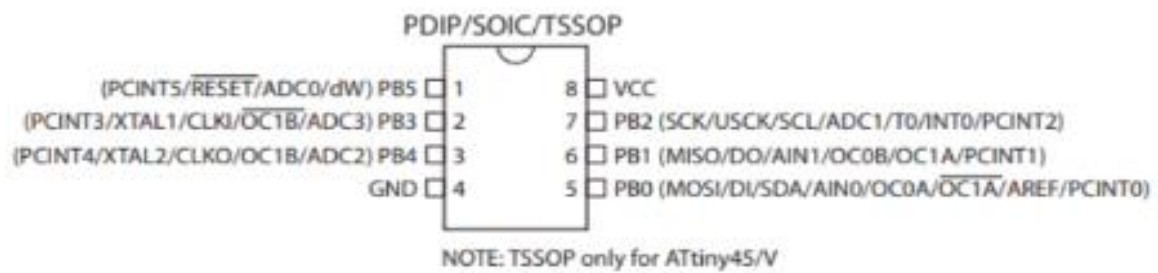 PDIP/SOIC/TSSOP
(PCINT5/RESET/ADC0/dW) PB5 1 8 VCC
(PCINT3/XTAL1/CLKI/OC1B/ADC3) PB3 2 7 PB2 (SCK/USCK/SCL/ADC1/T0/INT0/PCINT2)
(PCINT4/XTAL2/CLKO/OC1B/ADC2) PB4 3 6 PB1 (MISO/DO/AIN1/OC0B/OC1A/PCINT1)
GND 4 5 PB0 (MOSI/DI/SDA/AIN0/OC0A/OC1A/AREF/PCINT0)
NOTE: TSSOP only for ATtiny45/V